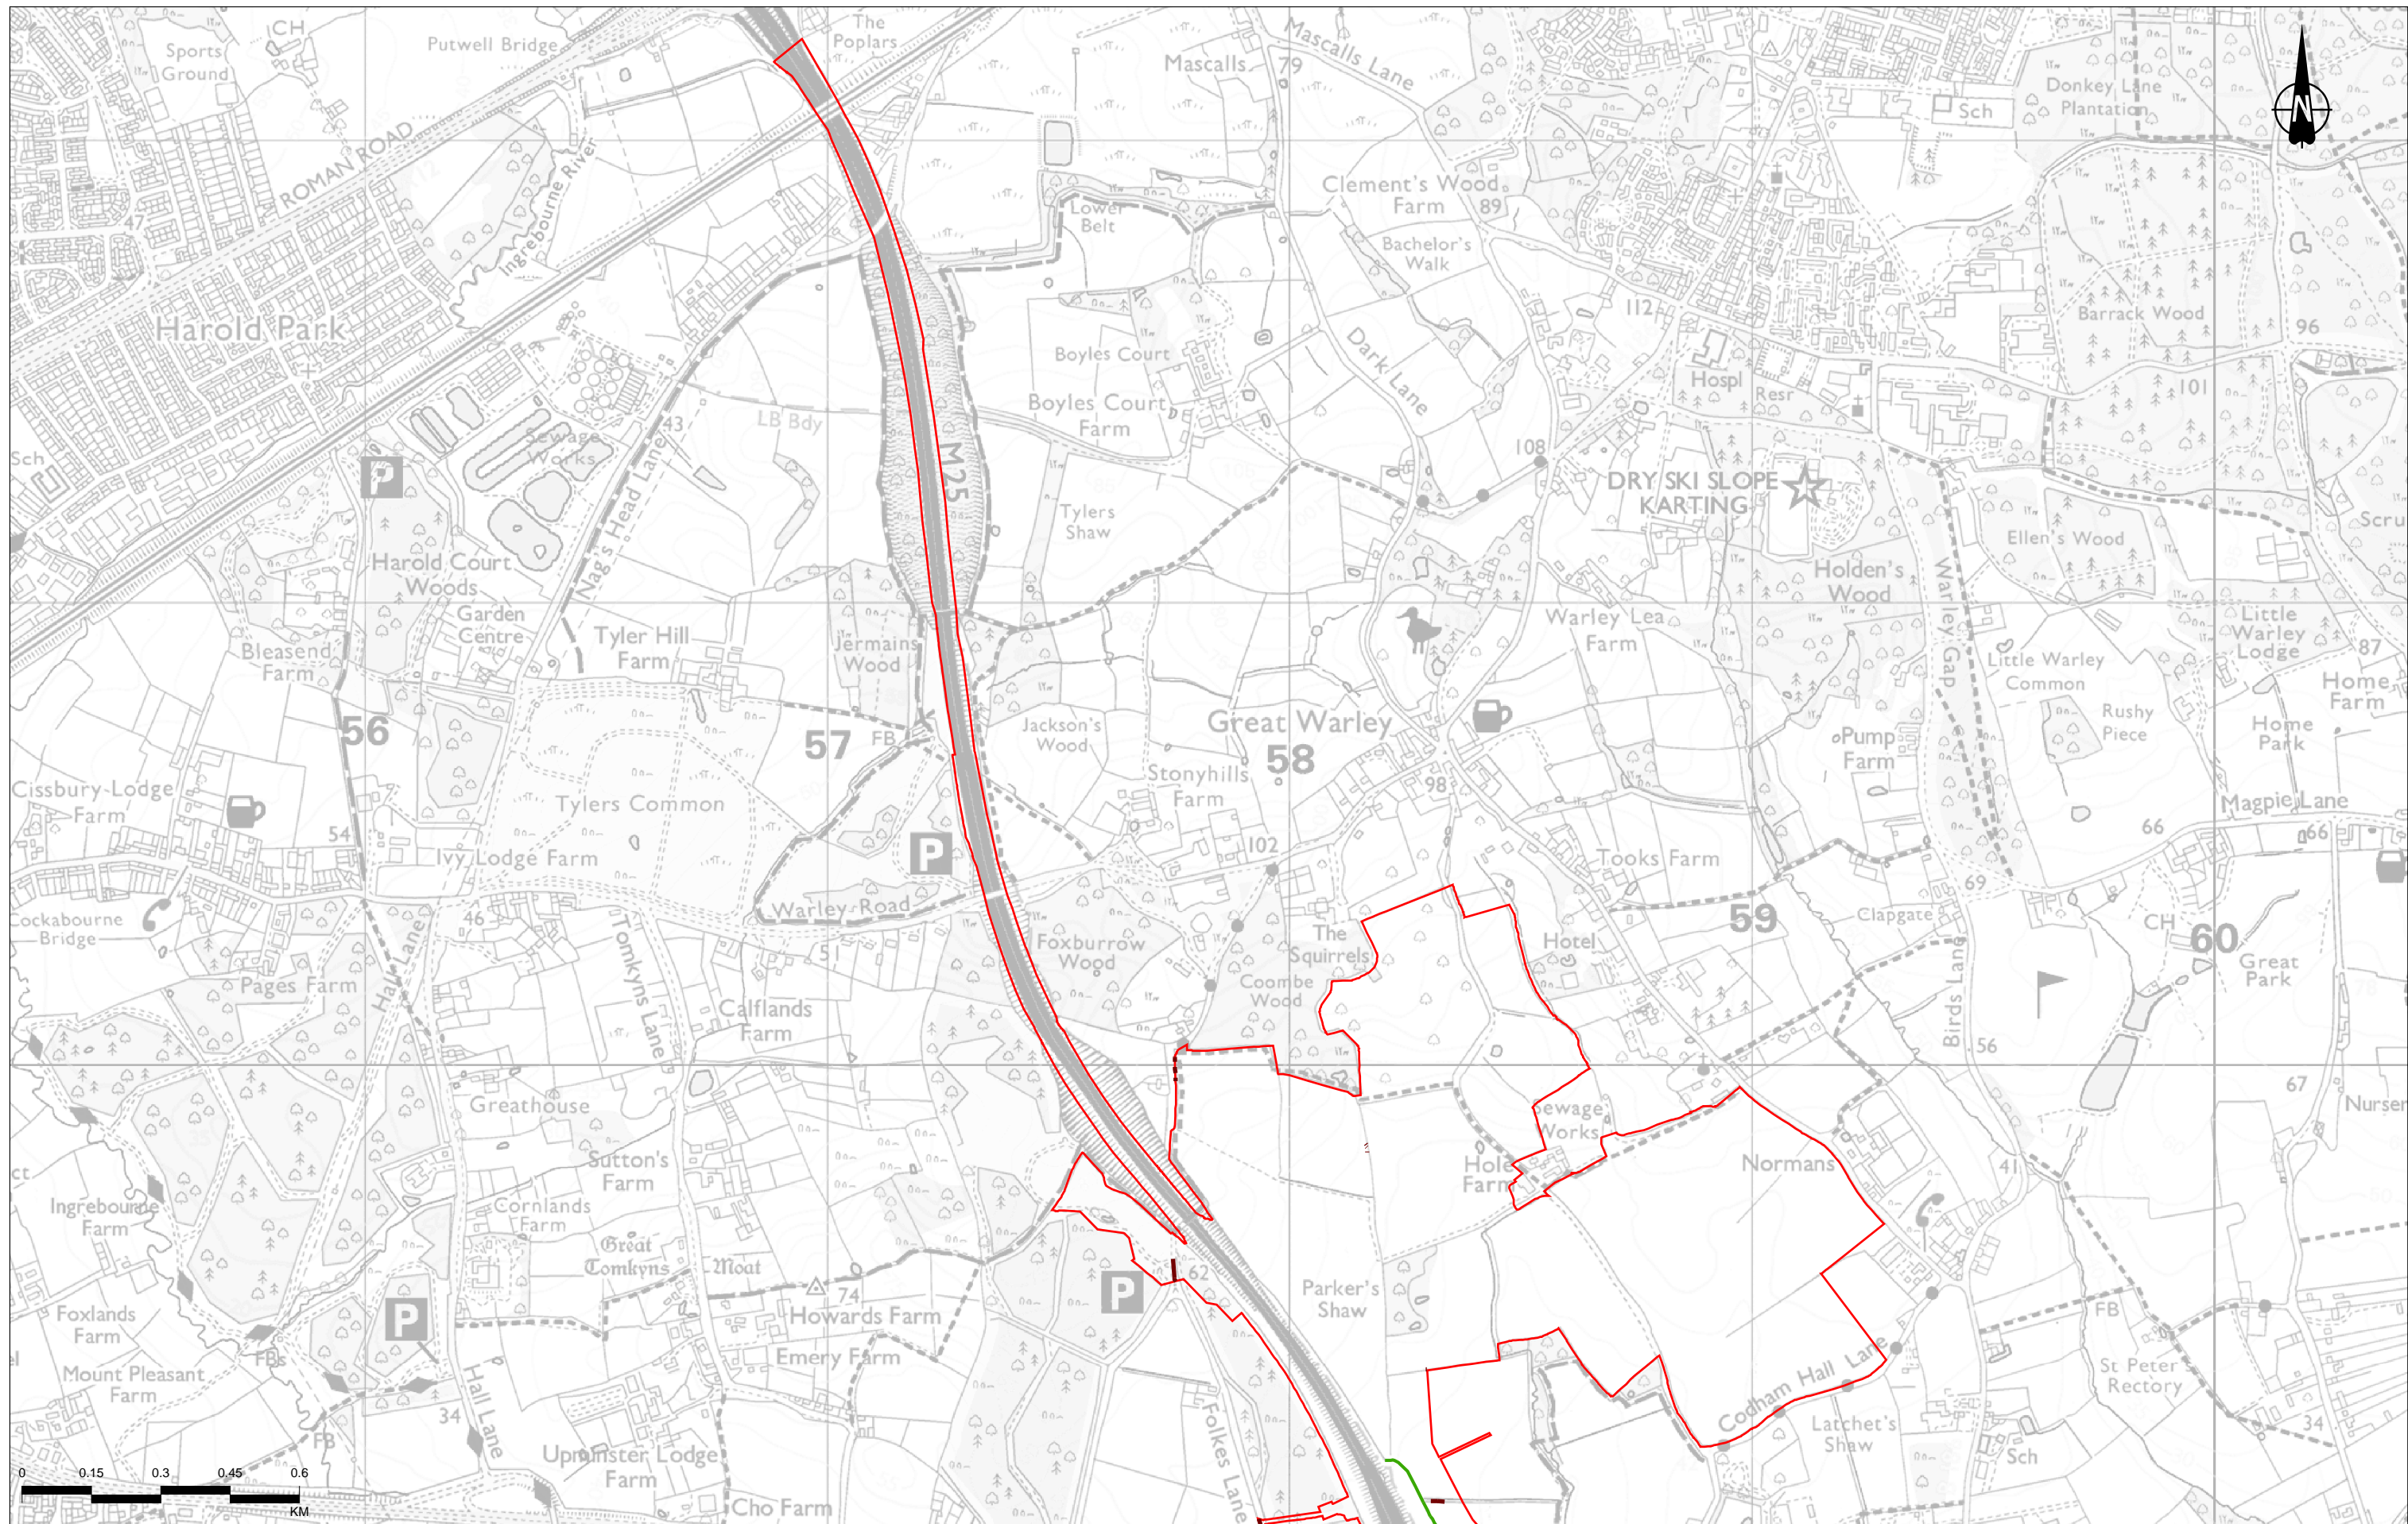 CH
Sports
Ground
Putwell Bridge
The
Poplars
Mascalls
79
Mascalls Lane
Donkey Lane
Plantation
Sch
N
ROMAN ROAD
47
Ingrebourne River
Lower
Belt
Clement's Wood
Farm
89
Bachelor's
Walk
112
Barrack Wood
96
Harold Park
Boyles Court
Dark Lane
Hospl
Resr
101
Boyles Court
Farm
LB Bdy
43
Sewage
Works
Sch
P
M25
108
DRY SKI SLOPE
KARTING
Tylers
Shaw
Nag's Head Lane
Ellen's Wood
Harold Court
Woods
Holden's
Wood
Warley Gap
Garden
Centre
Tyler Hill
Farm
Jermains
Wood
Warley Lea
Farm
Little
Warley
Lodge
87
Bleasend
Farm
Little Warley
Common
Home
Farm
56
57
FB
Jackson's
Wood
Great Warley
58
Rushy
Piece
Home
Park
Pump
Farm
Cissbury Lodge
Farm
Tylers Common
Stonyhills
Farm
98
Magpie Lane
54
66
66
Ivy Lodge Farm
P
102
Tooks Farm
69
Cockabourne
Bridge
46
Warley Road
51
59
Clapgate
CH
60
Hall Lane
Tomkyns Lane
Foxburrow
Wood
The
Squirrels
Hotel
Birds Lane
Great
Park
Pages Farm
Coombe
Wood
Calflands
Farm
56
67
Greathouse
Sewage
Works
Sutton's
Farm
Hole
Farm
Normans
41
Ingrebourne
Farm
Cornlands
Farm
Great
Tomkyns
Moat
62
P
Parker's
Shaw
74
Howards Farm
Foxlands
Farm
P
FB
FBs
Emery Farm
Mount Pleasant
Farm
Hall Lane
Codham Hall Lane
St Peter
Rectory
34
34
Folkes Lane
Latchet's
Shaw
Sch
FB
Upminster Lodge
Farm
Cho Farm
0 0.15 0.3 0.45 0.6
KM